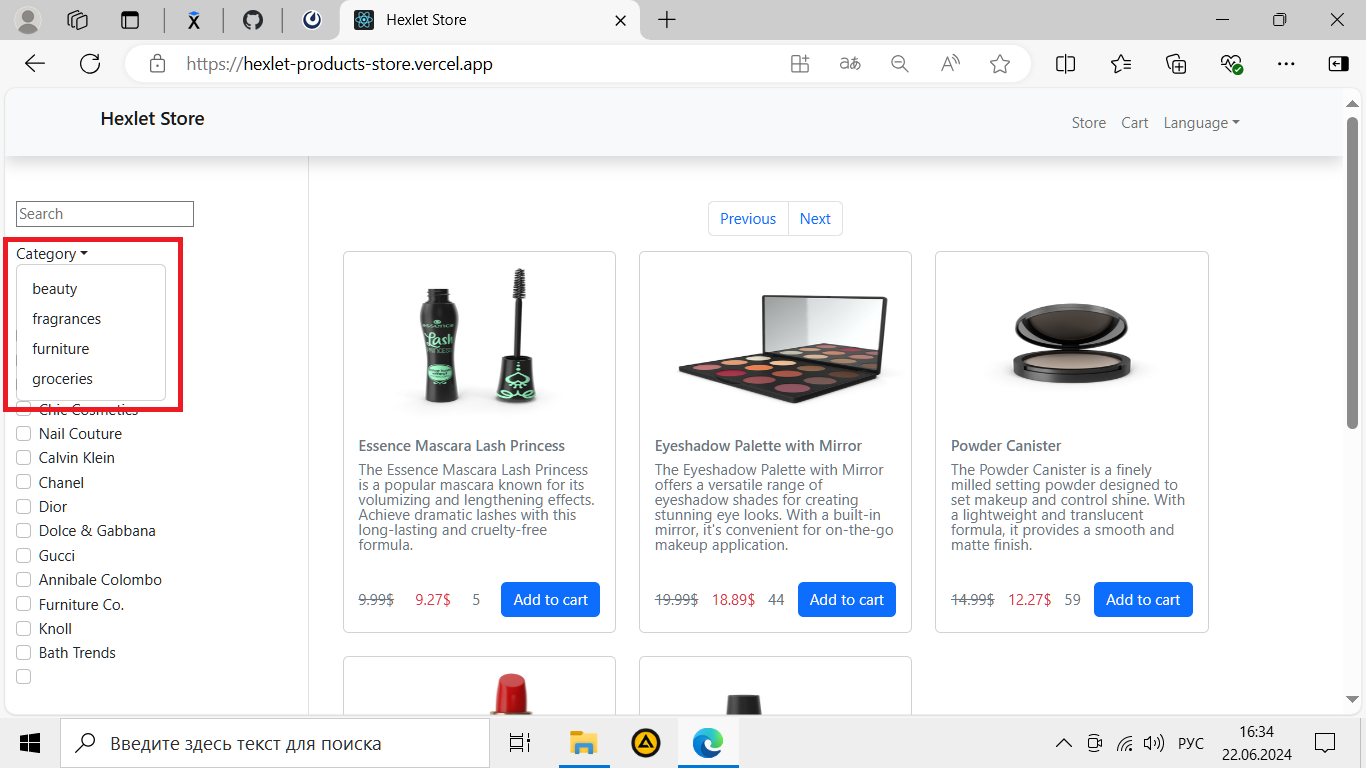 Hexlet Store
https://hexlet-products-store.vercel.app
Hexlet Store
Store Cart Language
Search
Category
beauty
fragrances
furniture
groceries
Chic Cosmetics
Nail Couture
Calvin Klein
Chanel
Dior
Dolce & Gabbana
Gucci
Annibale Colombo
Furniture Co.
Knoll
Bath Trends
Previous Next
essence
Lash
PRINCESS
Essence Mascara Lash Princess
The Essence Mascara Lash Princess
is a popular mascara known for its
volumizing and lengthening effects.
Achieve dramatic lashes with this
long-lasting and cruelty-free
formula.
9.99$ 9.27$ 5 Add to cart
Eyeshadow Palette with Mirror
The Eyeshadow Palette with Mirror
offers a versatile range of
eyeshadow shades for creating
stunning eye looks. With a built-in
mirror, it's convenient for on-the-go
makeup application.
19.99$ 18.89$ 44 Add to cart
Powder Canister
The Powder Canister is a finely
milled setting powder designed to
set makeup and control shine. With
a lightweight and translucent
formula, it provides a smooth and
matte finish.
14.99$ 12.27$ 59 Add to cart
Введите здесь текст для поиска
РУС
16:34
22.06.2024